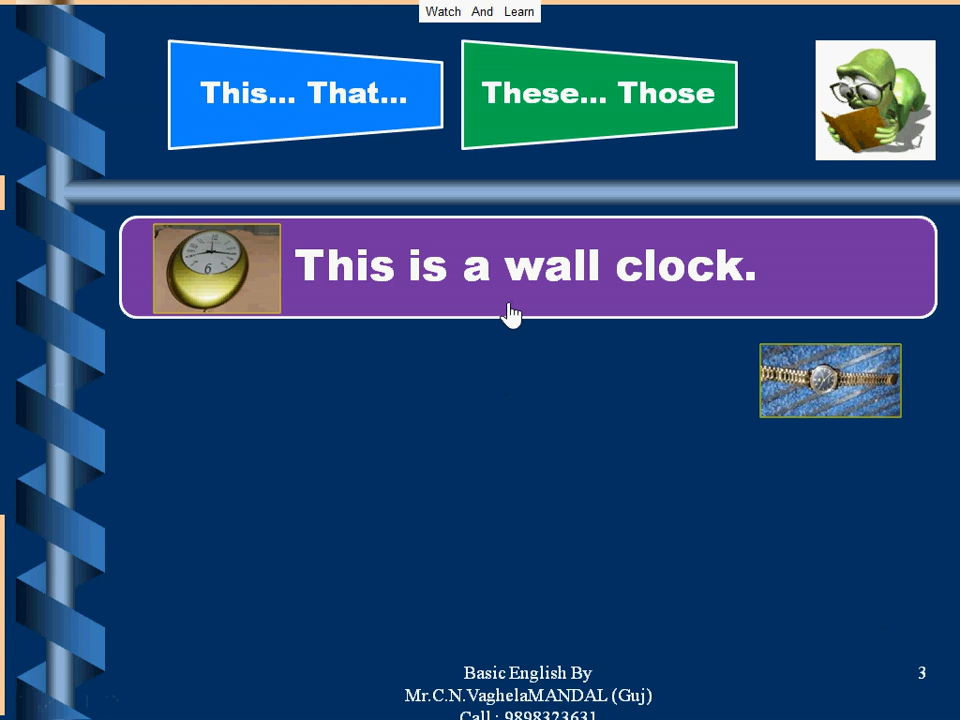 Watch And Learn
This... That...
These... Those
This is a wall clock.
Basic English By
Mr.C.N.VaghelaMANDAL (Guj)
Call : 9898323631
3